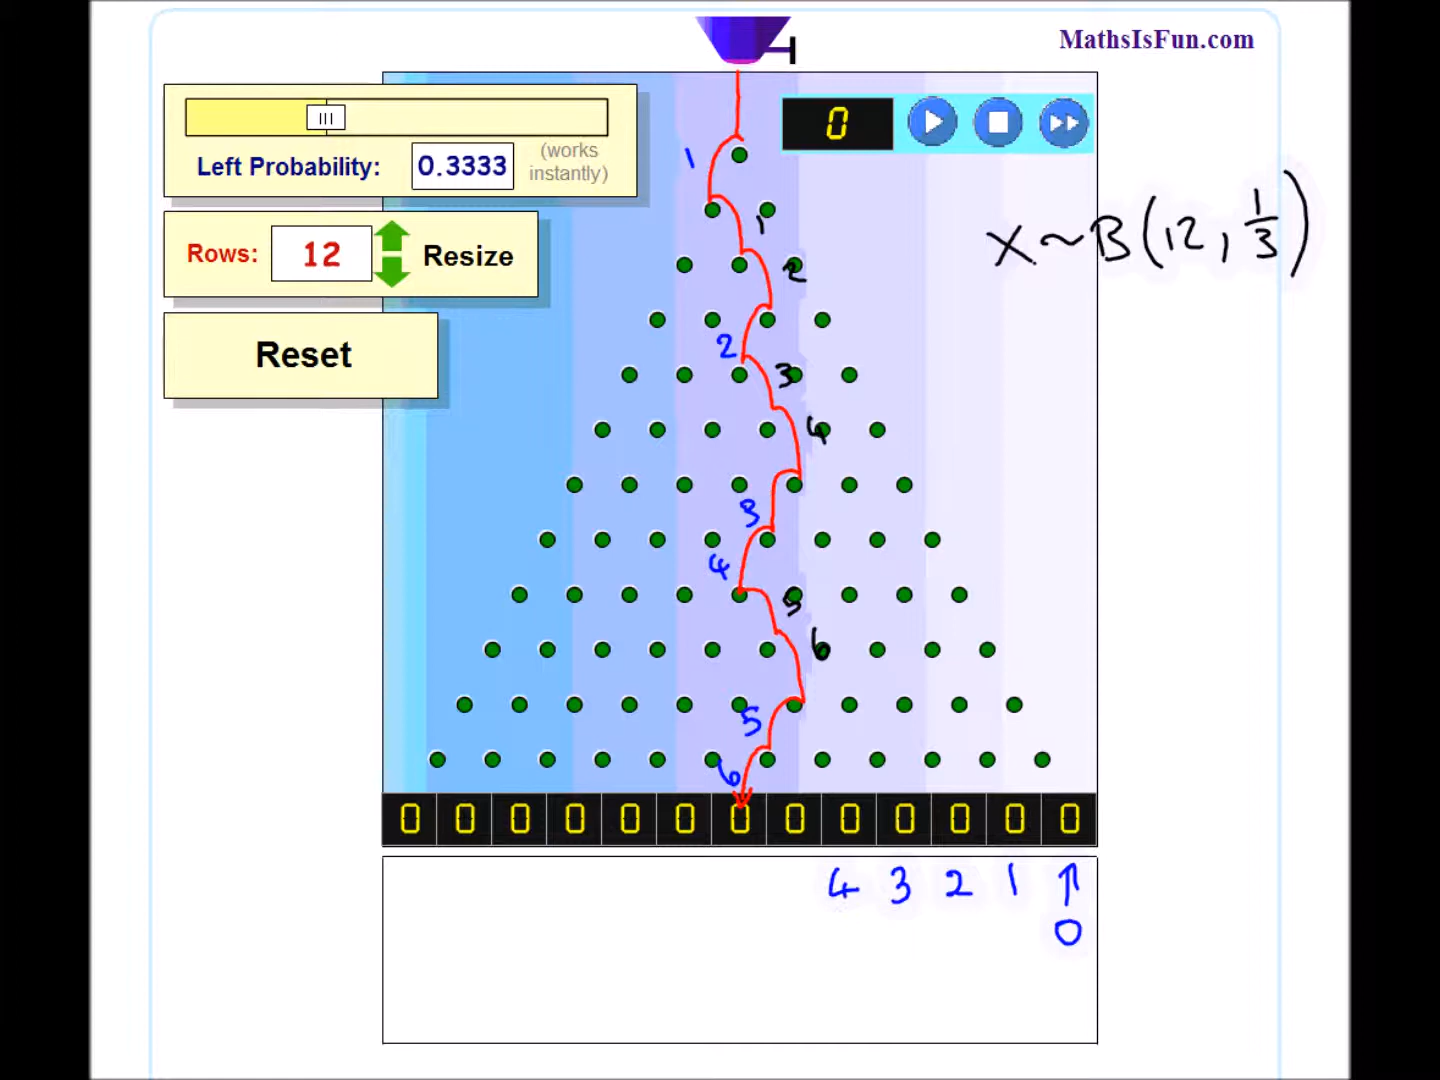 MathsIsFun.com
0
Left Probability: 0.3333 (works instantly)
1
1
X ~ B(12, 1/3)
Rows: 12 Resize
2
2
Reset
3
4
3
4
5
6
5
6
0 0 0 0 0 0 0 0 0 0 0 0 0
4 3 2 1 ↑
0